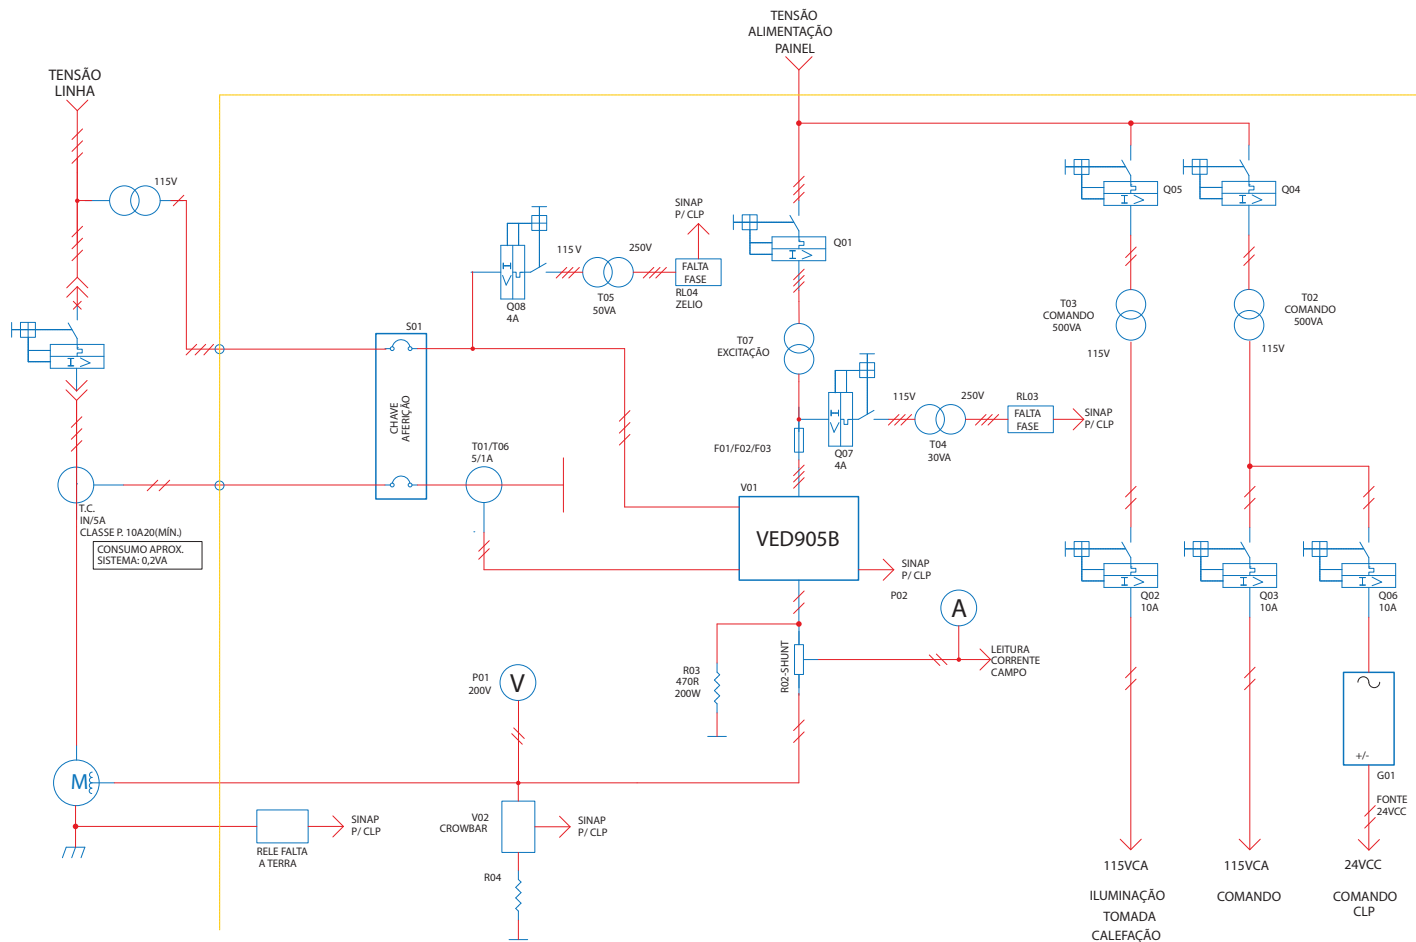 TENSÃO
ALIMENTAÇÃO
PAINEL
TENSÃO
LINHA
115V
SINAP
P/ CLP
115 V
250V
FALTA
FASE
RL04
ZELIO
Q08
4A
T05
50VA
Q01
Q05
Q04
T03
COMANDO
500VA
115V
T02
COMANDO
500VA
115V
S01
CHAVE
AFERIÇÃO
T07
EXCITAÇÃO
115V
250V
RL03
FALTA
FASE
SINAP
P/ CLP
T04
30VA
Q07
4A
F01/F02/F03
T01/T06
5/1A
V01
VED905B
SINAP
P/ CLP
P02
T.C.
IN/5A
CLASSE P. 10A20(MÍN.)
CONSUMO APROX.
SISTEMA: 0,2VA
Q02
10A
Q03
10A
Q06
10A
A
LEITURA
CORRENTE
CAMPO
R02-SHUNT
R03
470R
200W
P01
200V
V
M
+/-
G01
FONTE
24VCC
V02
CROWBAR
SINAP
P/ CLP
SINAP
P/ CLP
RELE FALTA
A TERRA
R04
115VCA
ILUMINAÇÃO
TOMADA
CALEFAÇÃO
115VCA
COMANDO
24VCC
COMANDO
CLP